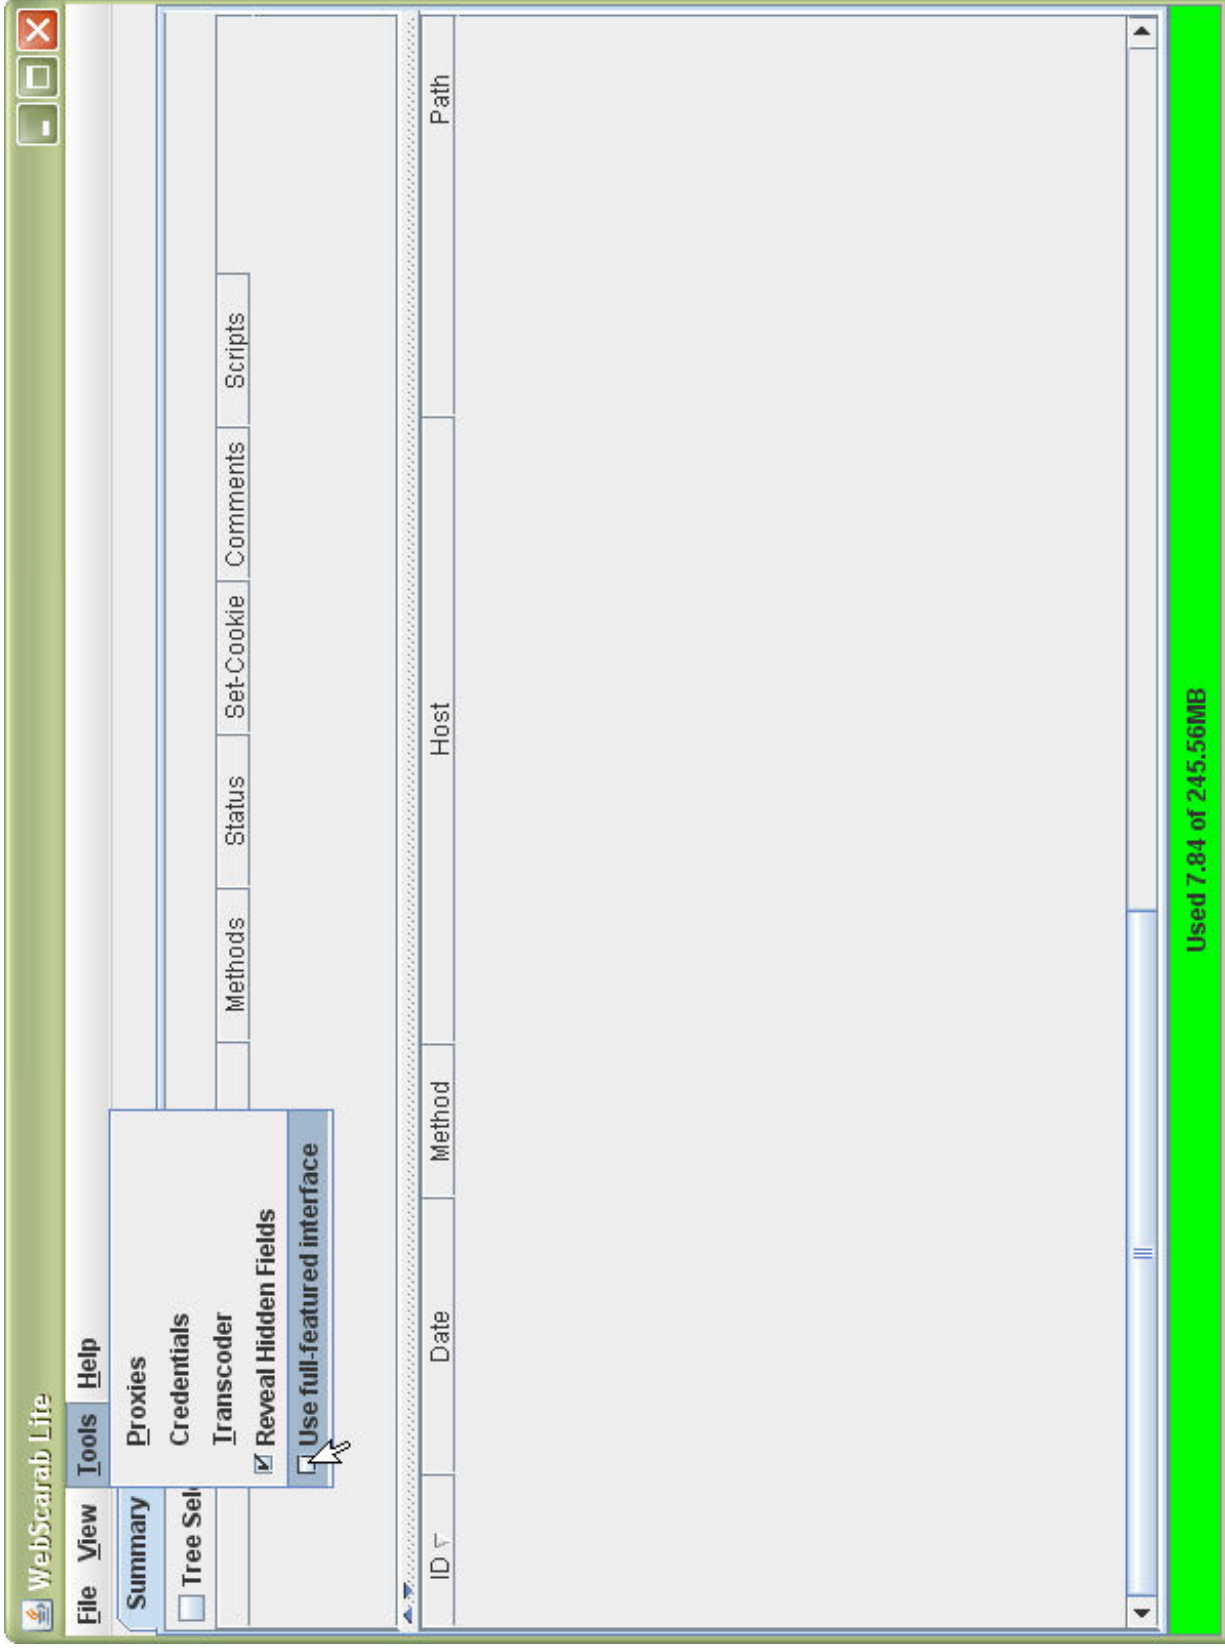 WebScarab Lite
File View Tools Help
Summary
Proxies
Credentials
Transcoder
Reveal Hidden Fields
Use full-featured interface
Tree Sel
Methods Status Set-Cookie Comments Scripts
ID Date Method Host Path
Used 7.84 of 245.56MB